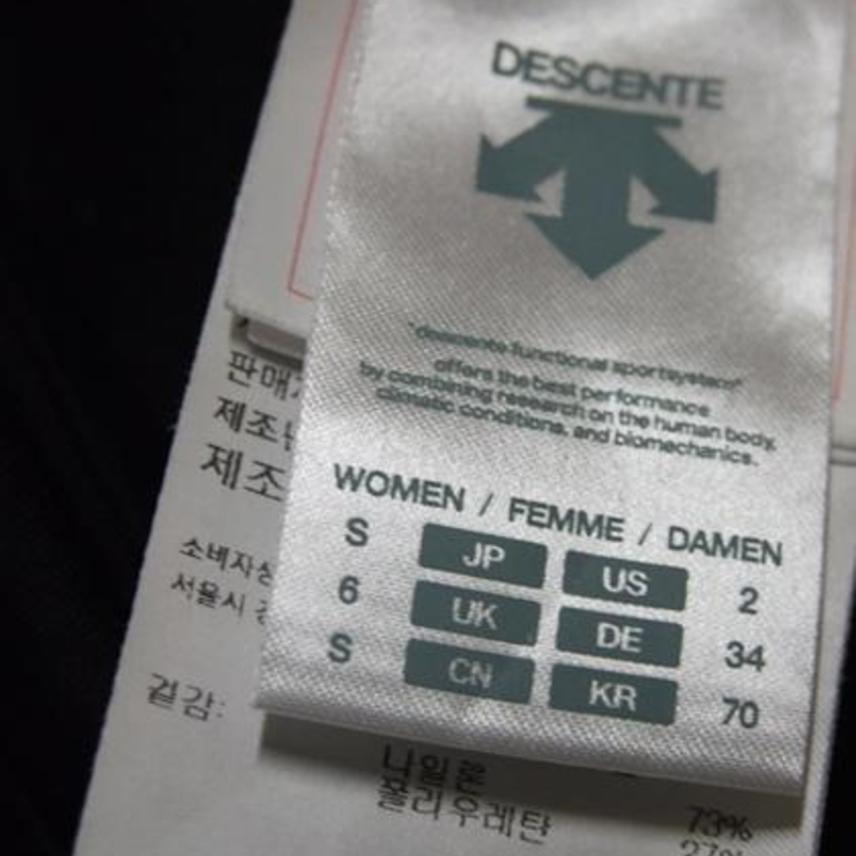 DESCENTE
"descente functional sportsystem"
offers the best performance
by combining research on the human body,
climatic conditions, and biomechanics.
WOMEN / FEMME / DAMEN
S JP US 2
6 UK DE 34
S CN KR 70
판매
제조
제조
소비자상
서울시
겉감:
나일론 73%
폴리우레탄 27%